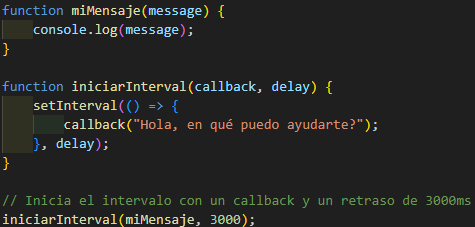 function miMensaje(message) {
    console.log(message);
}

function iniciarInterval(callback, delay) {
    setInterval(() => {
        callback("Hola, en qué puedo ayudarte?");
    }, delay);
}

// Inicia el intervalo con un callback y un retraso de 3000ms
iniciarInterval(miMensaje, 3000);